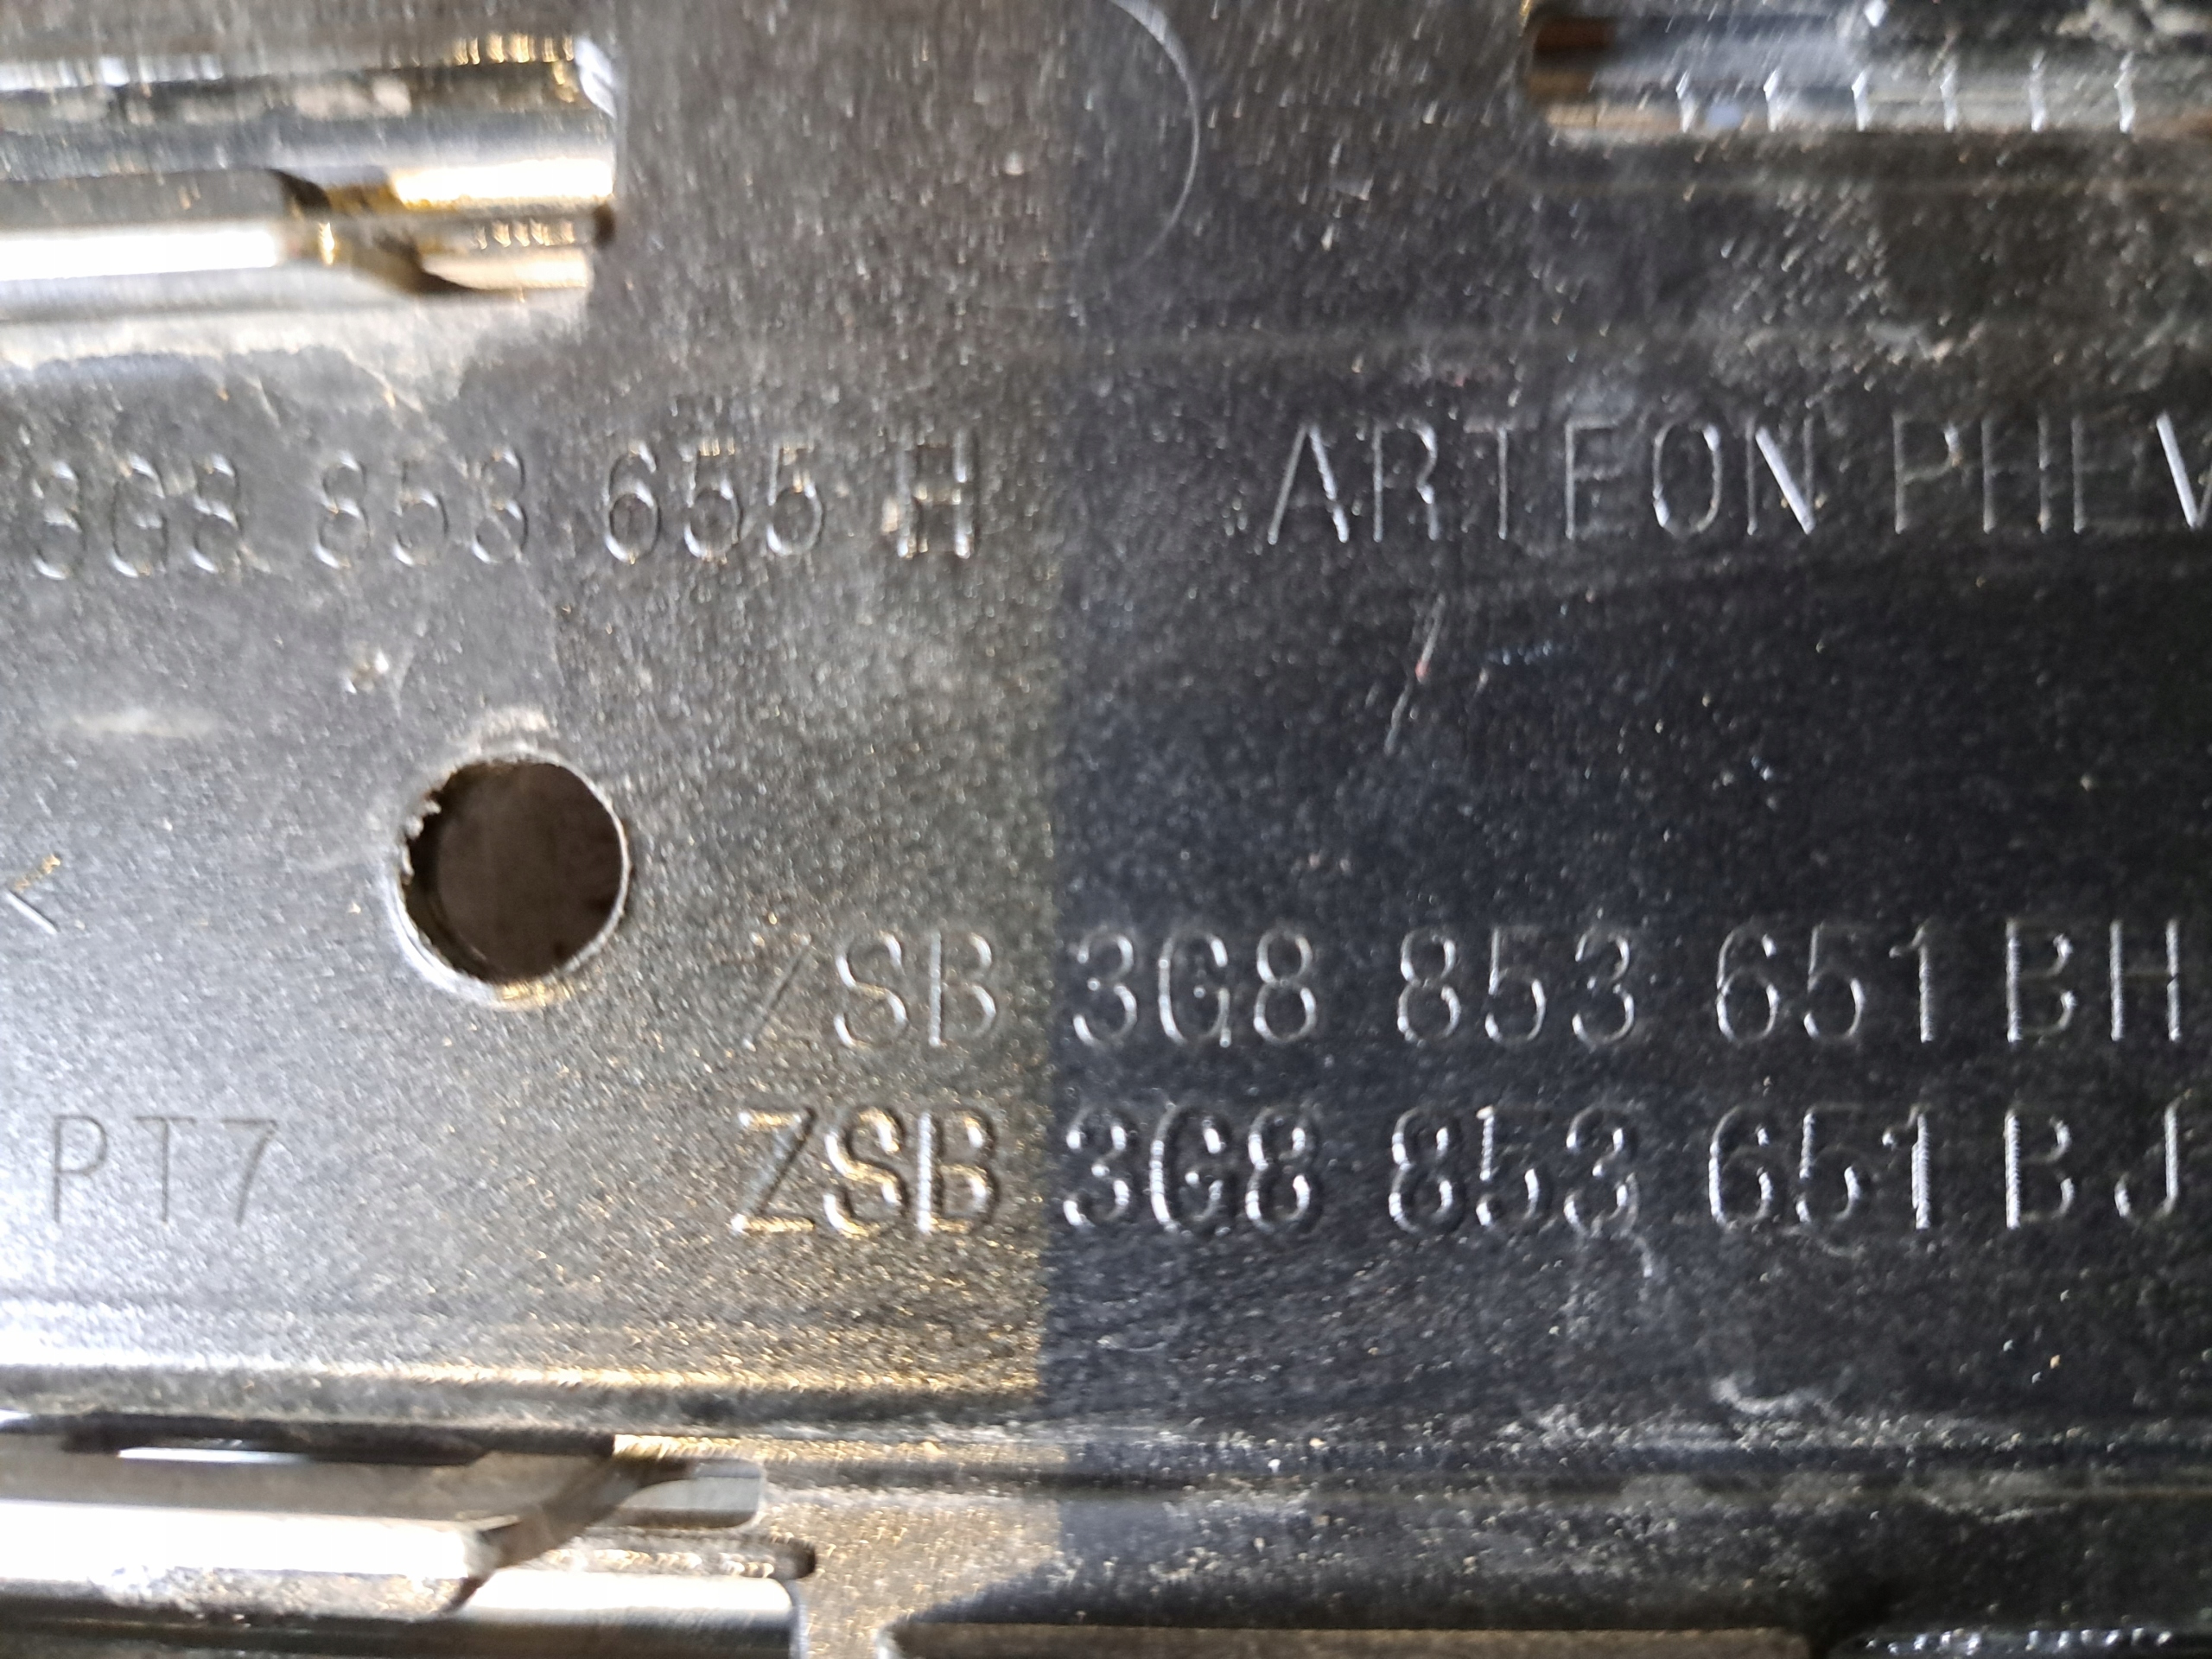 3G8 853 655 H ARTEON PHEV
<
ZSB 3G8 853 651 BH
PT7 ZSB 3G8 853 651 BJ